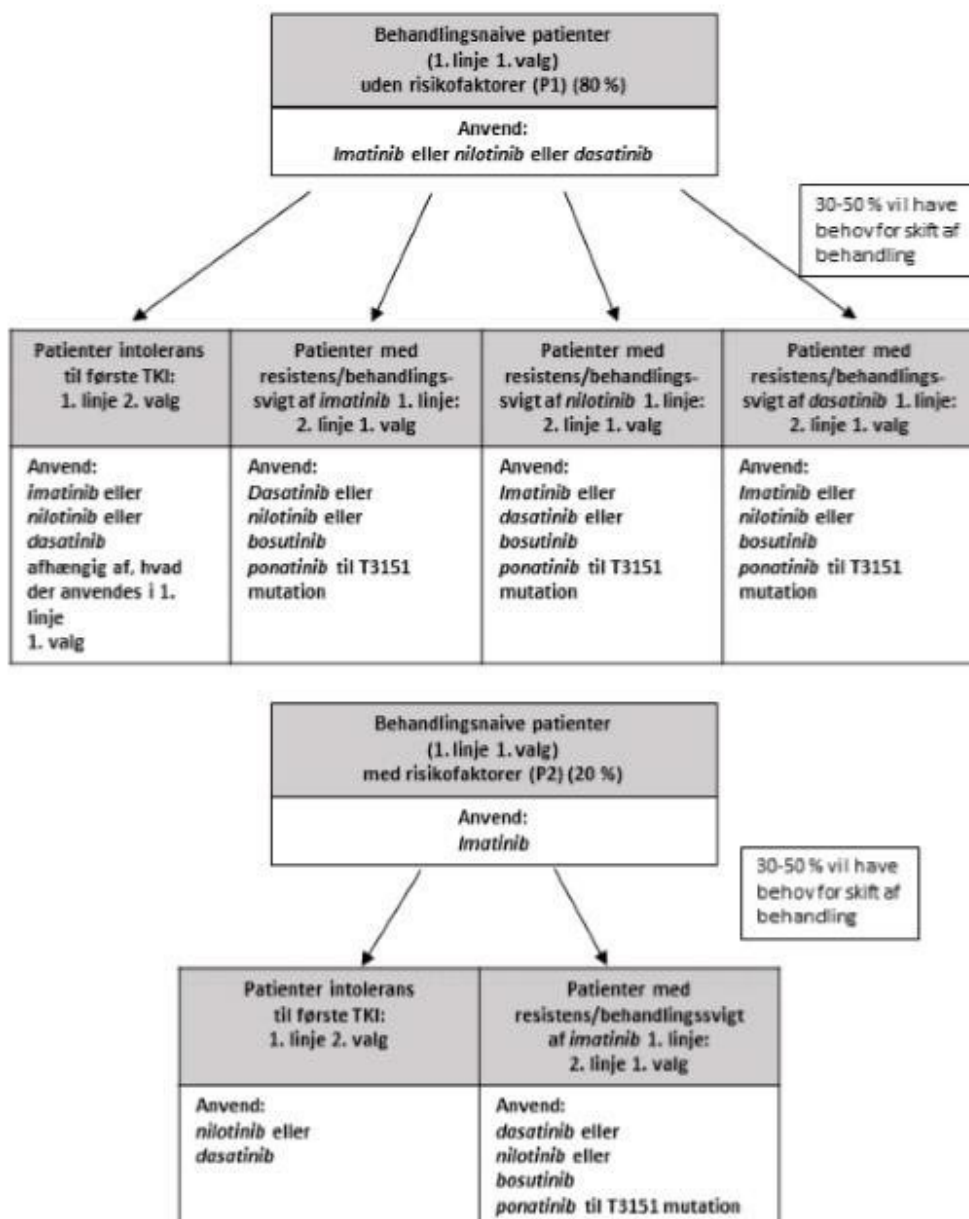 Behandlingsnaive patienter
(1. linje 1. valg)
uden risikofaktorer (P1) (80 %)
Anvend:
Imatinib eller nilotinib eller dasatinib
30-50 % vil have
behov for skift af
behandling
Patienter intolerans
til første TKI:
1. linje 2. valg
Anvend:
imatinib eller
nilotinib eller
dasatinib
afhængig af, hvad
der anvendes i 1.
linje
1. valg
Patienter med
resistens/behandlings-
svigt af imatinib 1. linje:
2. linje 1. valg
Anvend:
Dasatinib eller
nilotinib eller
bosutinib
ponatinib til T3151
mutation
Patienter med
resistens/behandlings-
svigt af nilotinib 1. linje:
2. linje 1. valg
Anvend:
Imatinib eller
dasatinib eller
bosutinib
ponatinib til T3151
mutation
Patienter med
resistens/behandlings-
svigt af dasatinib 1. linje:
2. linje 1. valg
Anvend:
Imatinib eller
nilotinib eller
bosutinib
ponatinib til T3151
mutation
Behandlingsnaive patienter
(1. linje 1. valg)
med risikofaktorer (P2) (20 %)
Anvend:
Imatinib
30-50 % vil have
behov for skift af
behandling
Patienter intolerans
til første TKI:
1. linje 2. valg
Anvend:
nilotinib eller
dasatinib
Patienter med
resistens/behandlingssvigt
af imatinib 1. linje:
2. linje 1. valg
Anvend:
dasatinib eller
nilotinib eller
bosutinib
ponatinib til T3151 mutation